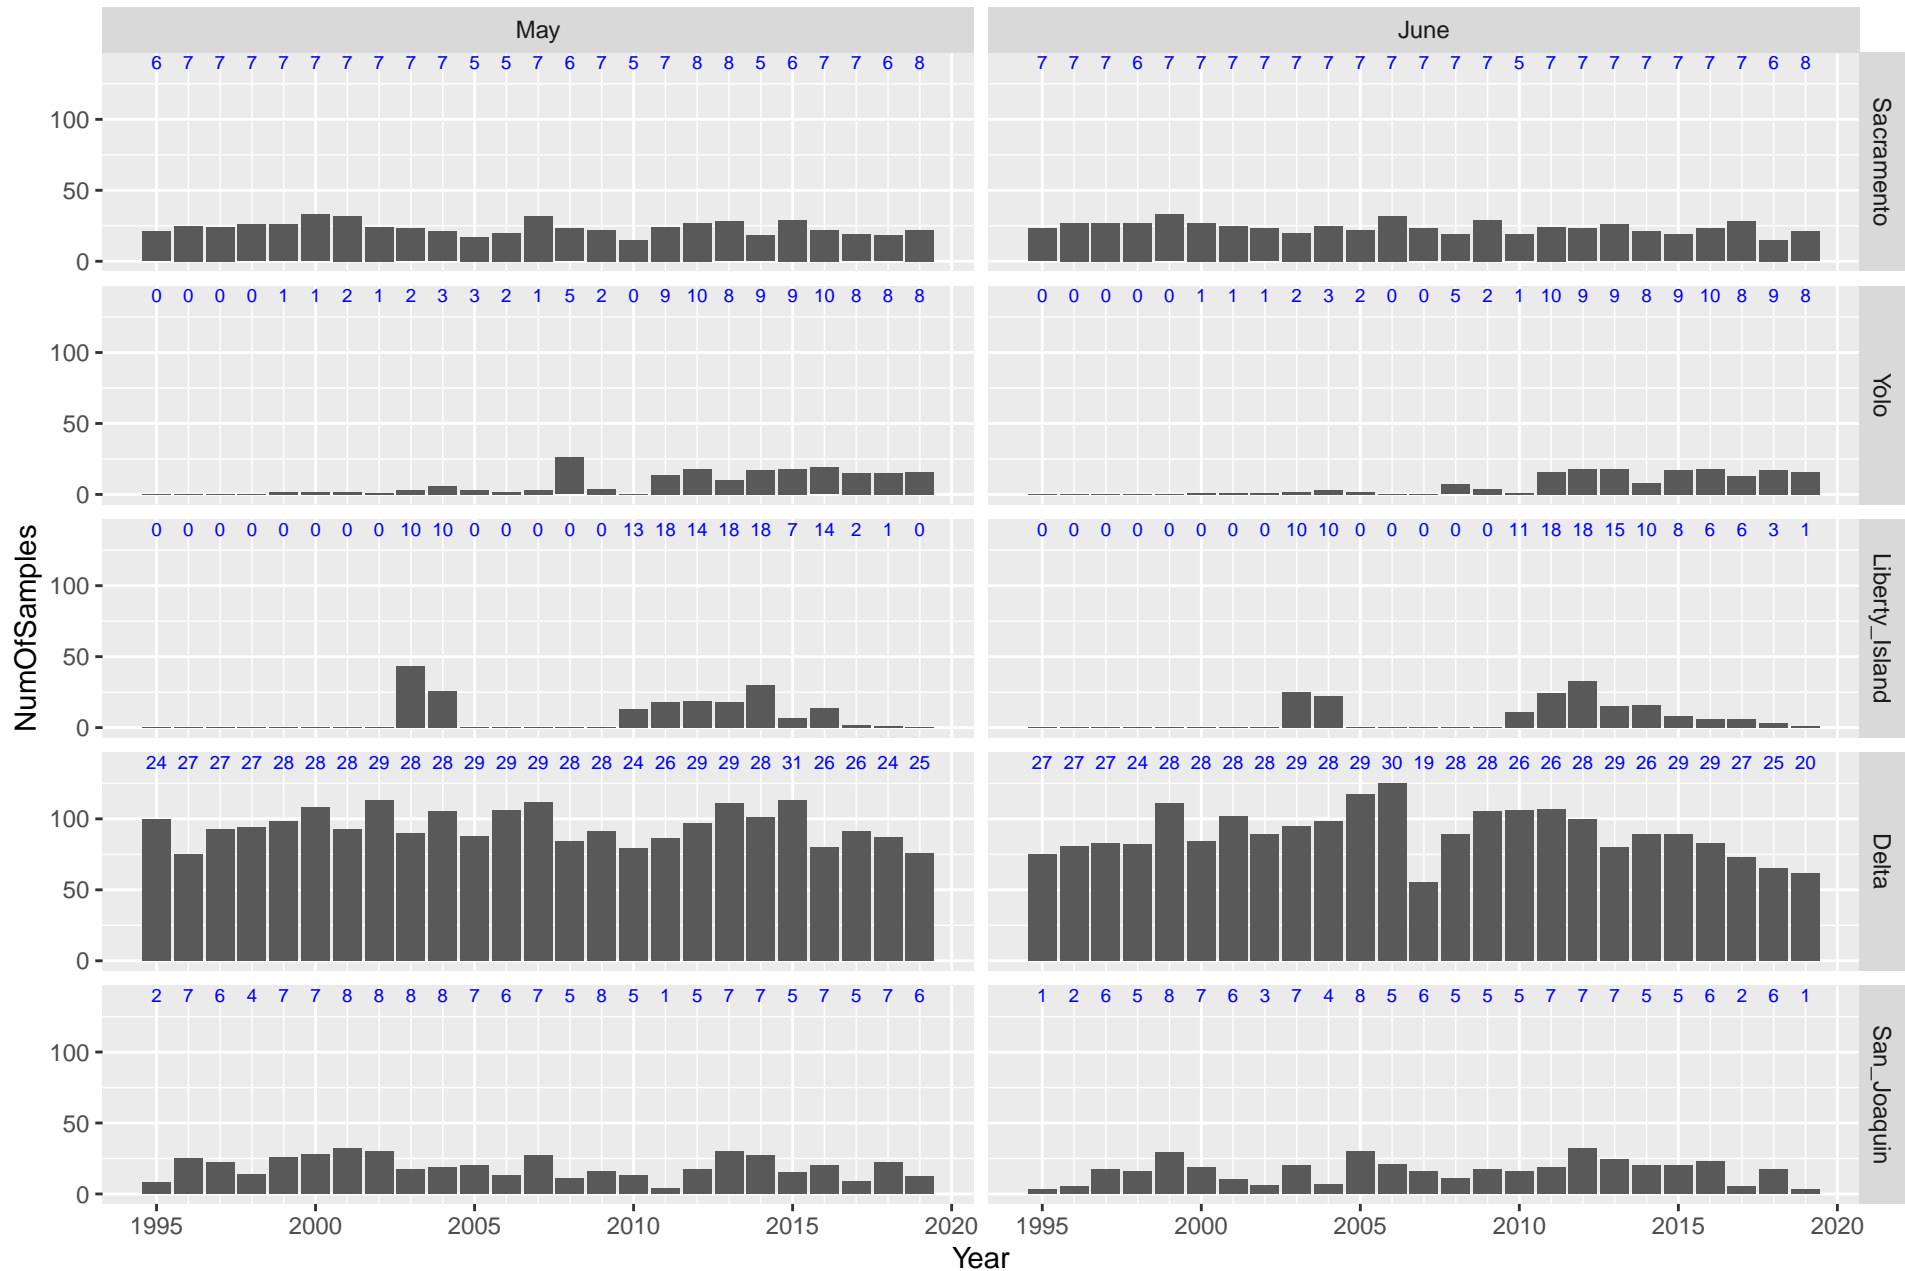 May June
6 7 7 7 7 7 7 7 7 7 5 5 7 6 7 5 7 8 8 5 6 7 7 6 8
7 7 7 6 7 7 7 7 7 7 7 7 7 7 7 5 7 7 7 7 7 7 7 6 8
100
50
0
Sacramento
0 0 0 0 1 1 2 1 2 3 3 2 1 5 2 0 9 10 8 9 9 10 8 8 8
0 0 0 0 0 1 1 1 2 3 2 0 0 5 2 1 10 9 9 8 9 10 8 9 8
100
50
0
Yolo
NumOfSamples
0 0 0 0 0 0 0 0 10 10 0 0 0 0 0 13 18 14 18 18 7 14 2 1 0
0 0 0 0 0 0 0 0 10 10 0 0 0 0 0 11 18 18 15 10 8 6 6 3 1
100
50
0
Liberty_Island
24 27 27 27 28 28 28 29 28 28 29 29 29 28 28 24 26 29 29 28 31 26 26 24 25
27 27 27 24 28 28 28 28 29 28 29 30 19 28 28 26 26 28 29 26 29 29 27 25 20
100
50
0
Delta
2 7 6 4 7 7 8 8 8 8 7 6 7 5 8 5 1 5 7 7 5 7 5 7 6
1 2 6 5 8 7 6 3 7 4 8 5 6 5 5 5 7 7 7 5 5 6 2 6 1
100
50
0
San_Joaquin
1995 2000 2005 2010 2015 2020 1995 2000 2005 2010 2015 2020
Year